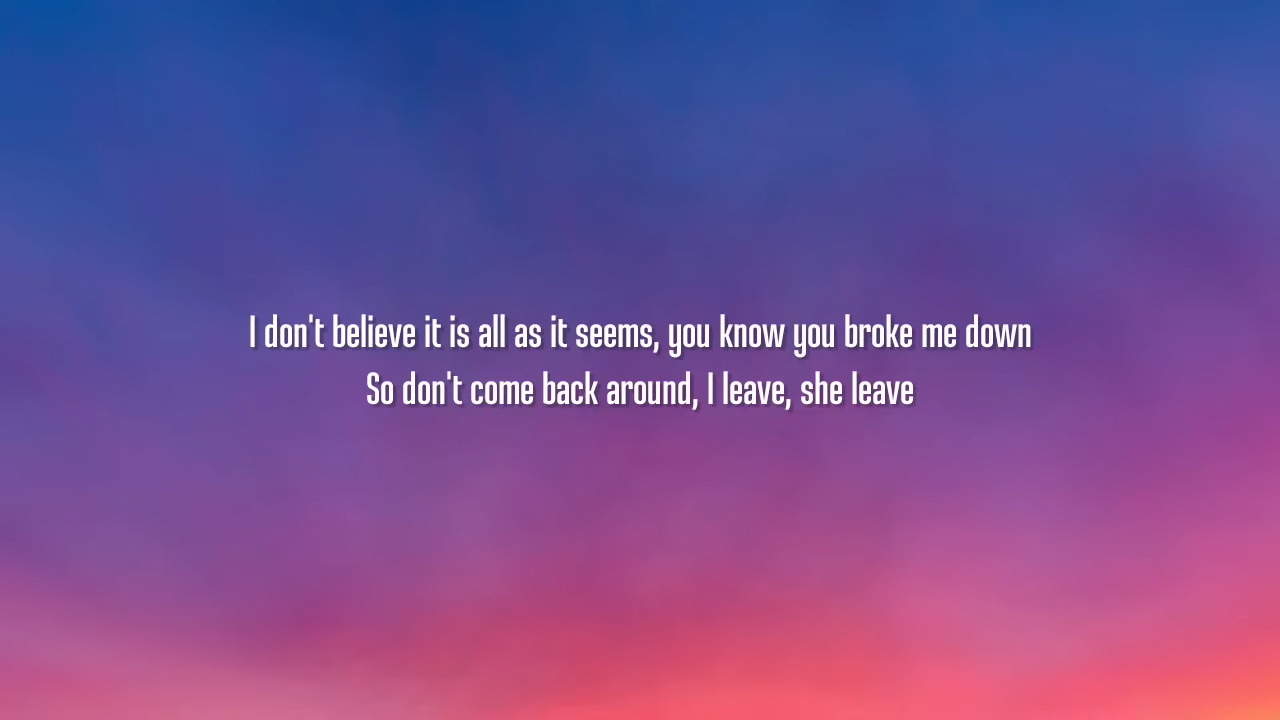 I don't believe it is all as it seems, you know you broke me down
So don't come back around, I leave, she leave